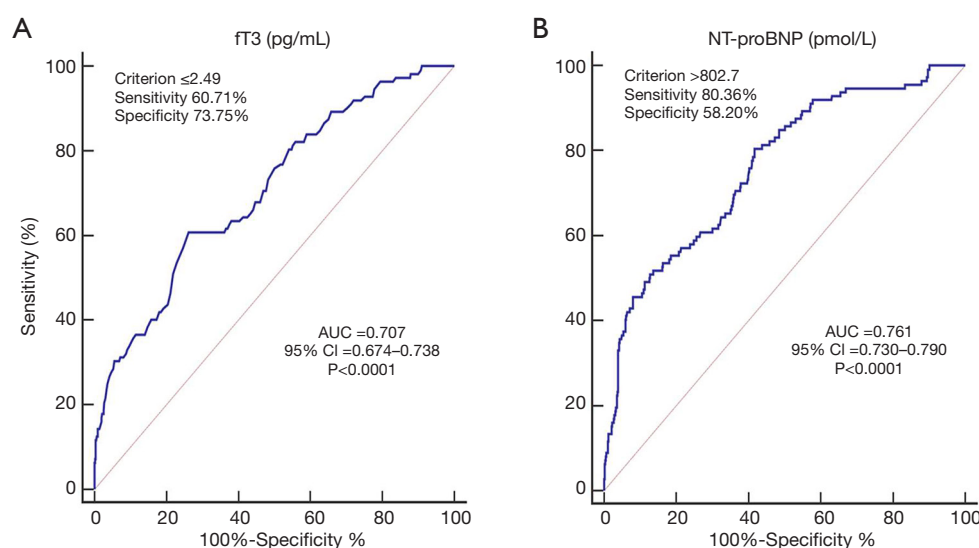 A
fT3 (pg/mL)
Criterion ≤2.49
Sensitivity 60.71%
Specificity 73.75%
AUC =0.707
95% CI =0.674–0.738
P<0.0001
Sensitivity (%)
100
80
60
40
20
0
0 20 40 60 80 100
100%-Specificity %
B
NT-proBNP (pmol/L)
Criterion >802.7
Sensitivity 80.36%
Specificity 58.20%
AUC =0.761
95% CI =0.730–0.790
P<0.0001
100
80
60
40
20
0
0 20 40 60 80 100
100%-Specificity %